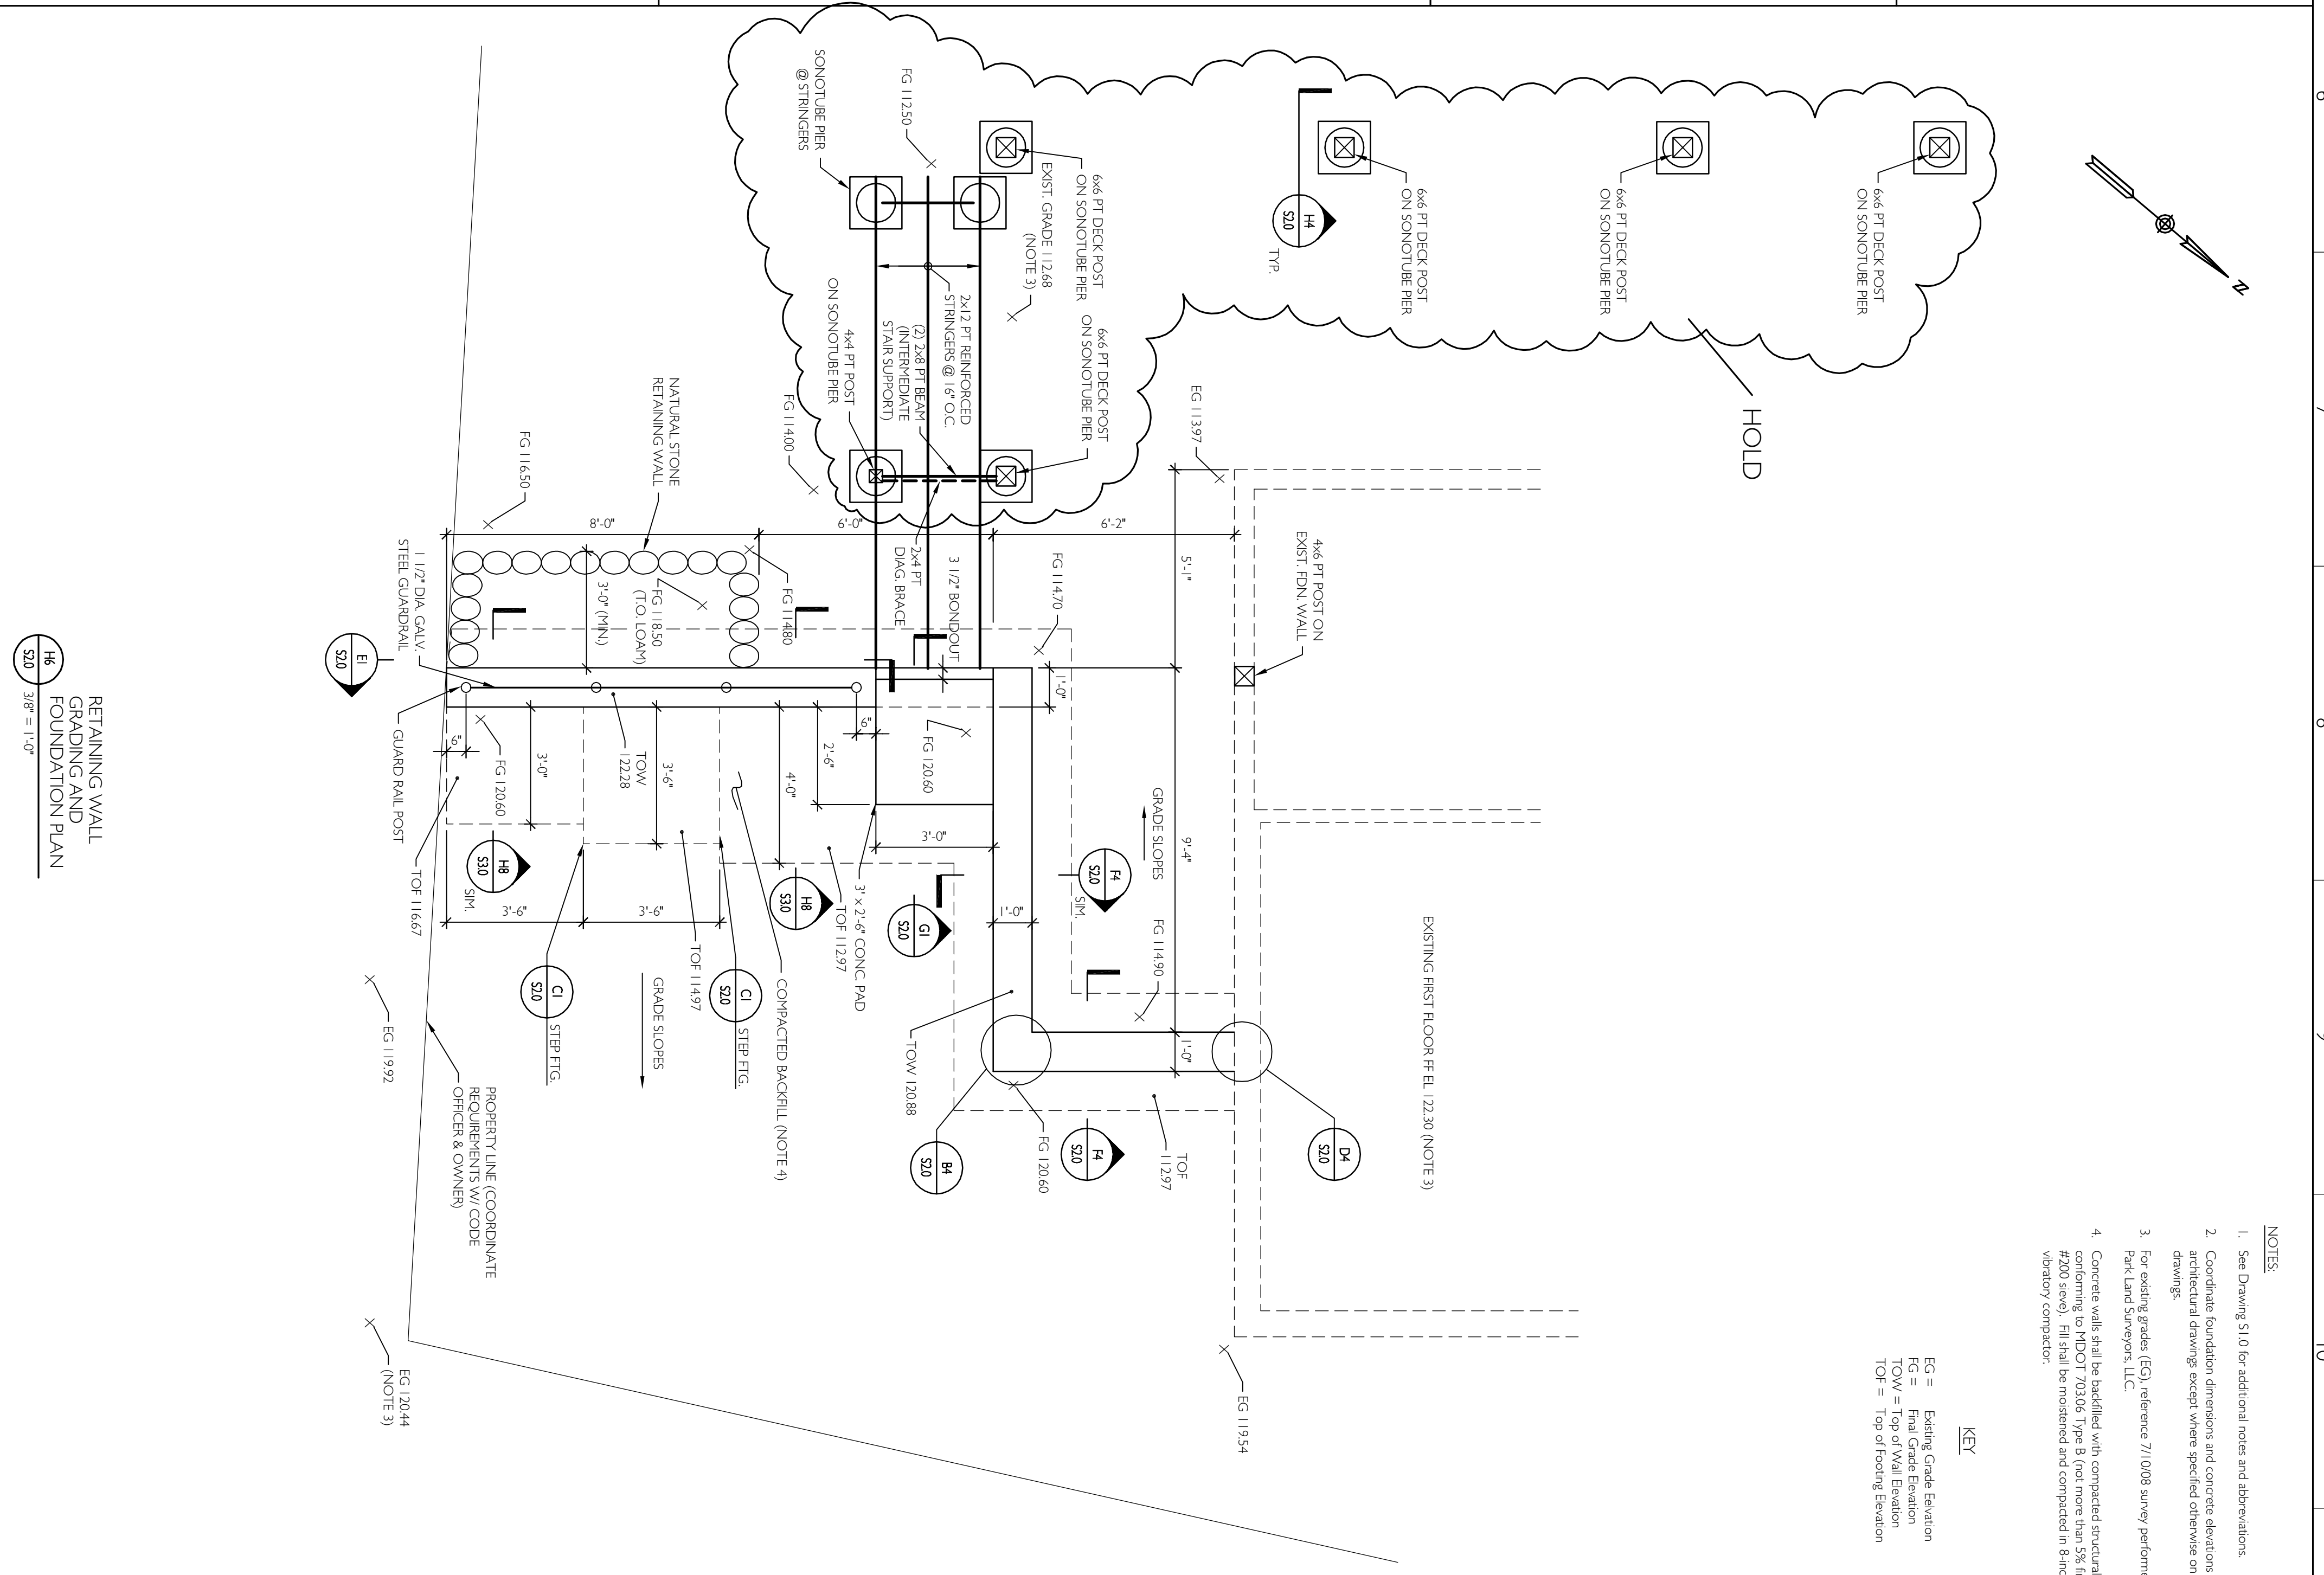 6
7
8
9
10
N
HOLD
SONOTUBE PIER
@ STRINGERS
FG 112.50
EXIST. GRADE 112.68
(NOTE 3)
6x6 PT DECK POST
ON SONOTUBE PIER
H4
S2.0
TYP.
6x6 PT DECK POST
ON SONOTUBE PIER
6x6 PT DECK POST
ON SONOTUBE PIER
6x6 PT DECK POST
ON SONOTUBE PIER
2x12 PT REINFORCED
STRINGERS @ 16" O.C.
(2) 2x8 PT BEAM
(INTERMEDIATE
STAIR SUPPORT)
4x4 PT POST
ON SONOTUBE PIER
6x6 PT DECK POST
ON SONOTUBE PIER
FG 114.00
EG 113.97
NATURAL STONE
RETAINING WALL
FG 116.50
8'-0"
6'-0"
6'-2"
5'-1"
4x6 PT POST ON
EXIST. FDN. WALL
1 1/2" DIA. GALV.
STEEL GUARDRAIL
3'-0" (MIN.)
FG 118.50
(T.O. LOAM)
FG 114.80
2x4 PT
DIAG. BRACE
3 1/2" BONDOUT
FG 114.70
1'-0"
E1
S2.0
GUARD RAIL POST
6"
FG 120.60
3'-0"
TOW
122.28
3'-6"
4'-0"
2'-6"
6"
FG 120.60
3'-0"
GRADE SLOPES
9'-4"
F4
S2.0
SIM.
H8
S3.0
SIM.
TOF 116.67
3'-6"
3'-6"
H8
S3.0
TOF 112.97
3' x 2'-6" CONC. PAD
G1
S2.0
1'-0"
FG 114.90
EXISTING FIRST FLOOR FF EL 122.30 (NOTE 3)
TOF 114.97
C1
S2.0
STEP FTG.
C1
S2.0
STEP FTG.
GRADE SLOPES
COMPACTED BACKFILL (NOTE 4)
TOW 120.88
1'-0"
EG 119.92
PROPERTY LINE (COORDINATE
REQUIREMENTS W/ CODE
OFFICER & OWNER)
B4
S2.0
FG 120.60
F4
S2.0
TOF
112.97
D4
S2.0
EG 120.44
(NOTE 3)
EG 119.54
H6
S2.0
RETAINING WALL
GRADING AND
FOUNDATION PLAN
3/8" = 1'-0"
NOTES:
1. See Drawing S1.0 for additional notes and abbreviations.
2. Coordinate foundation dimensions and concrete elevations
architectural drawings except where specified otherwise on
drawings.
3. For existing grades (EG), reference 7/10/08 survey performe
Park Land Surveyors, LLC.
4. Concrete walls shall be backfilled with compacted structural
conforming to MDOT 703.06 Type B (not more than 5% fi
#200 sieve). Fill shall be moistened and compacted in 8-inc
vibratory compactor.
KEY
EG = Existing Grade Eelvation
FG = Final Grade Elevation
TOW = Top of Wall Elevation
TOF = Top of Footing Elevation